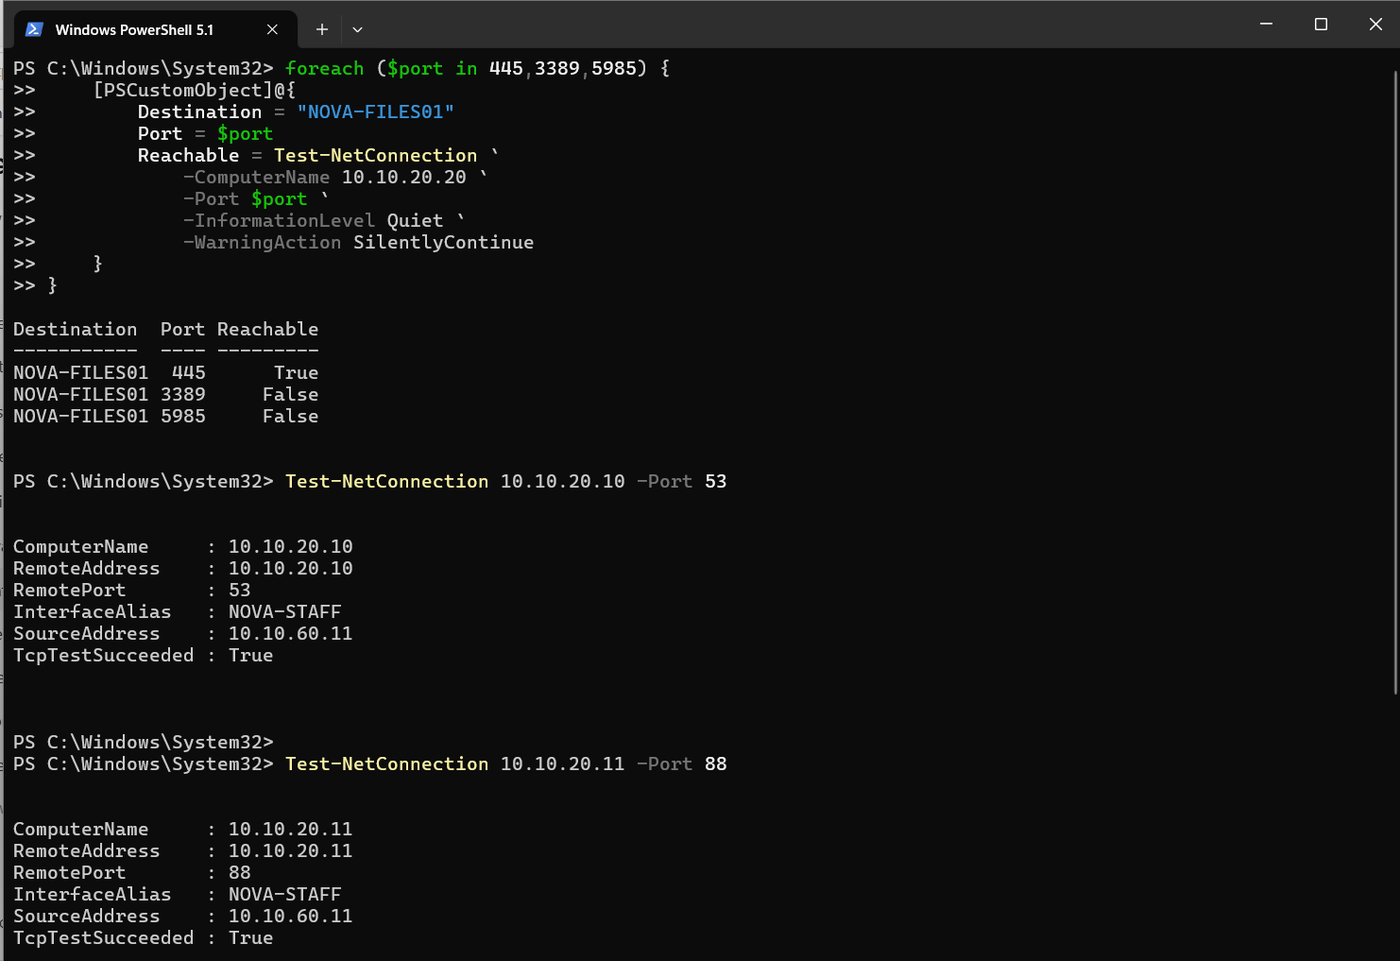 Windows PowerShell 5.1
PS C:\Windows\System32> foreach ($port in 445,3389,5985) {
>>     [PSCustomObject]@{
>>         Destination = "NOVA-FILES01"
>>         Port = $port
>>         Reachable = Test-NetConnection `
>>             -ComputerName 10.10.20.20 `
>>             -Port $port `
>>             -InformationLevel Quiet `
>>             -WarningAction SilentlyContinue
>>     }
>> }
Destination  Port Reachable
-----------  ---- ---------
NOVA-FILES01  445      True
NOVA-FILES01 3389     False
NOVA-FILES01 5985     False
PS C:\Windows\System32> Test-NetConnection 10.10.20.10 -Port 53
ComputerName     : 10.10.20.10
RemoteAddress    : 10.10.20.10
RemotePort       : 53
InterfaceAlias   : NOVA-STAFF
SourceAddress    : 10.10.60.11
TcpTestSucceeded : True
PS C:\Windows\System32>
PS C:\Windows\System32> Test-NetConnection 10.10.20.11 -Port 88
ComputerName     : 10.10.20.11
RemoteAddress    : 10.10.20.11
RemotePort       : 88
InterfaceAlias   : NOVA-STAFF
SourceAddress    : 10.10.60.11
TcpTestSucceeded : True